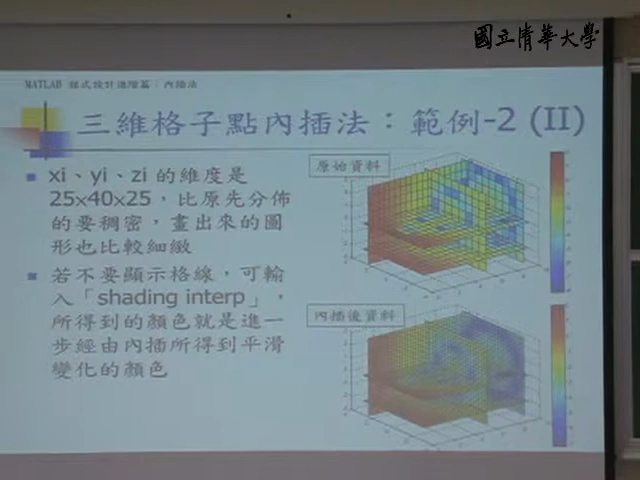 國立清華大學
MATLAB 程式設計進階篇：內插法
三維格子點內插法：範例-2 (II)
xi、yi、zi 的維度是
25x40x25，比原先分佈
的要稠密，畫出來的圖
形也比較細緻
若不要顯示格線，可輸
入「shading interp」，
所得到的顏色就是進一
步經由內插所得到平滑
變化的顏色
原始資料
內插後資料